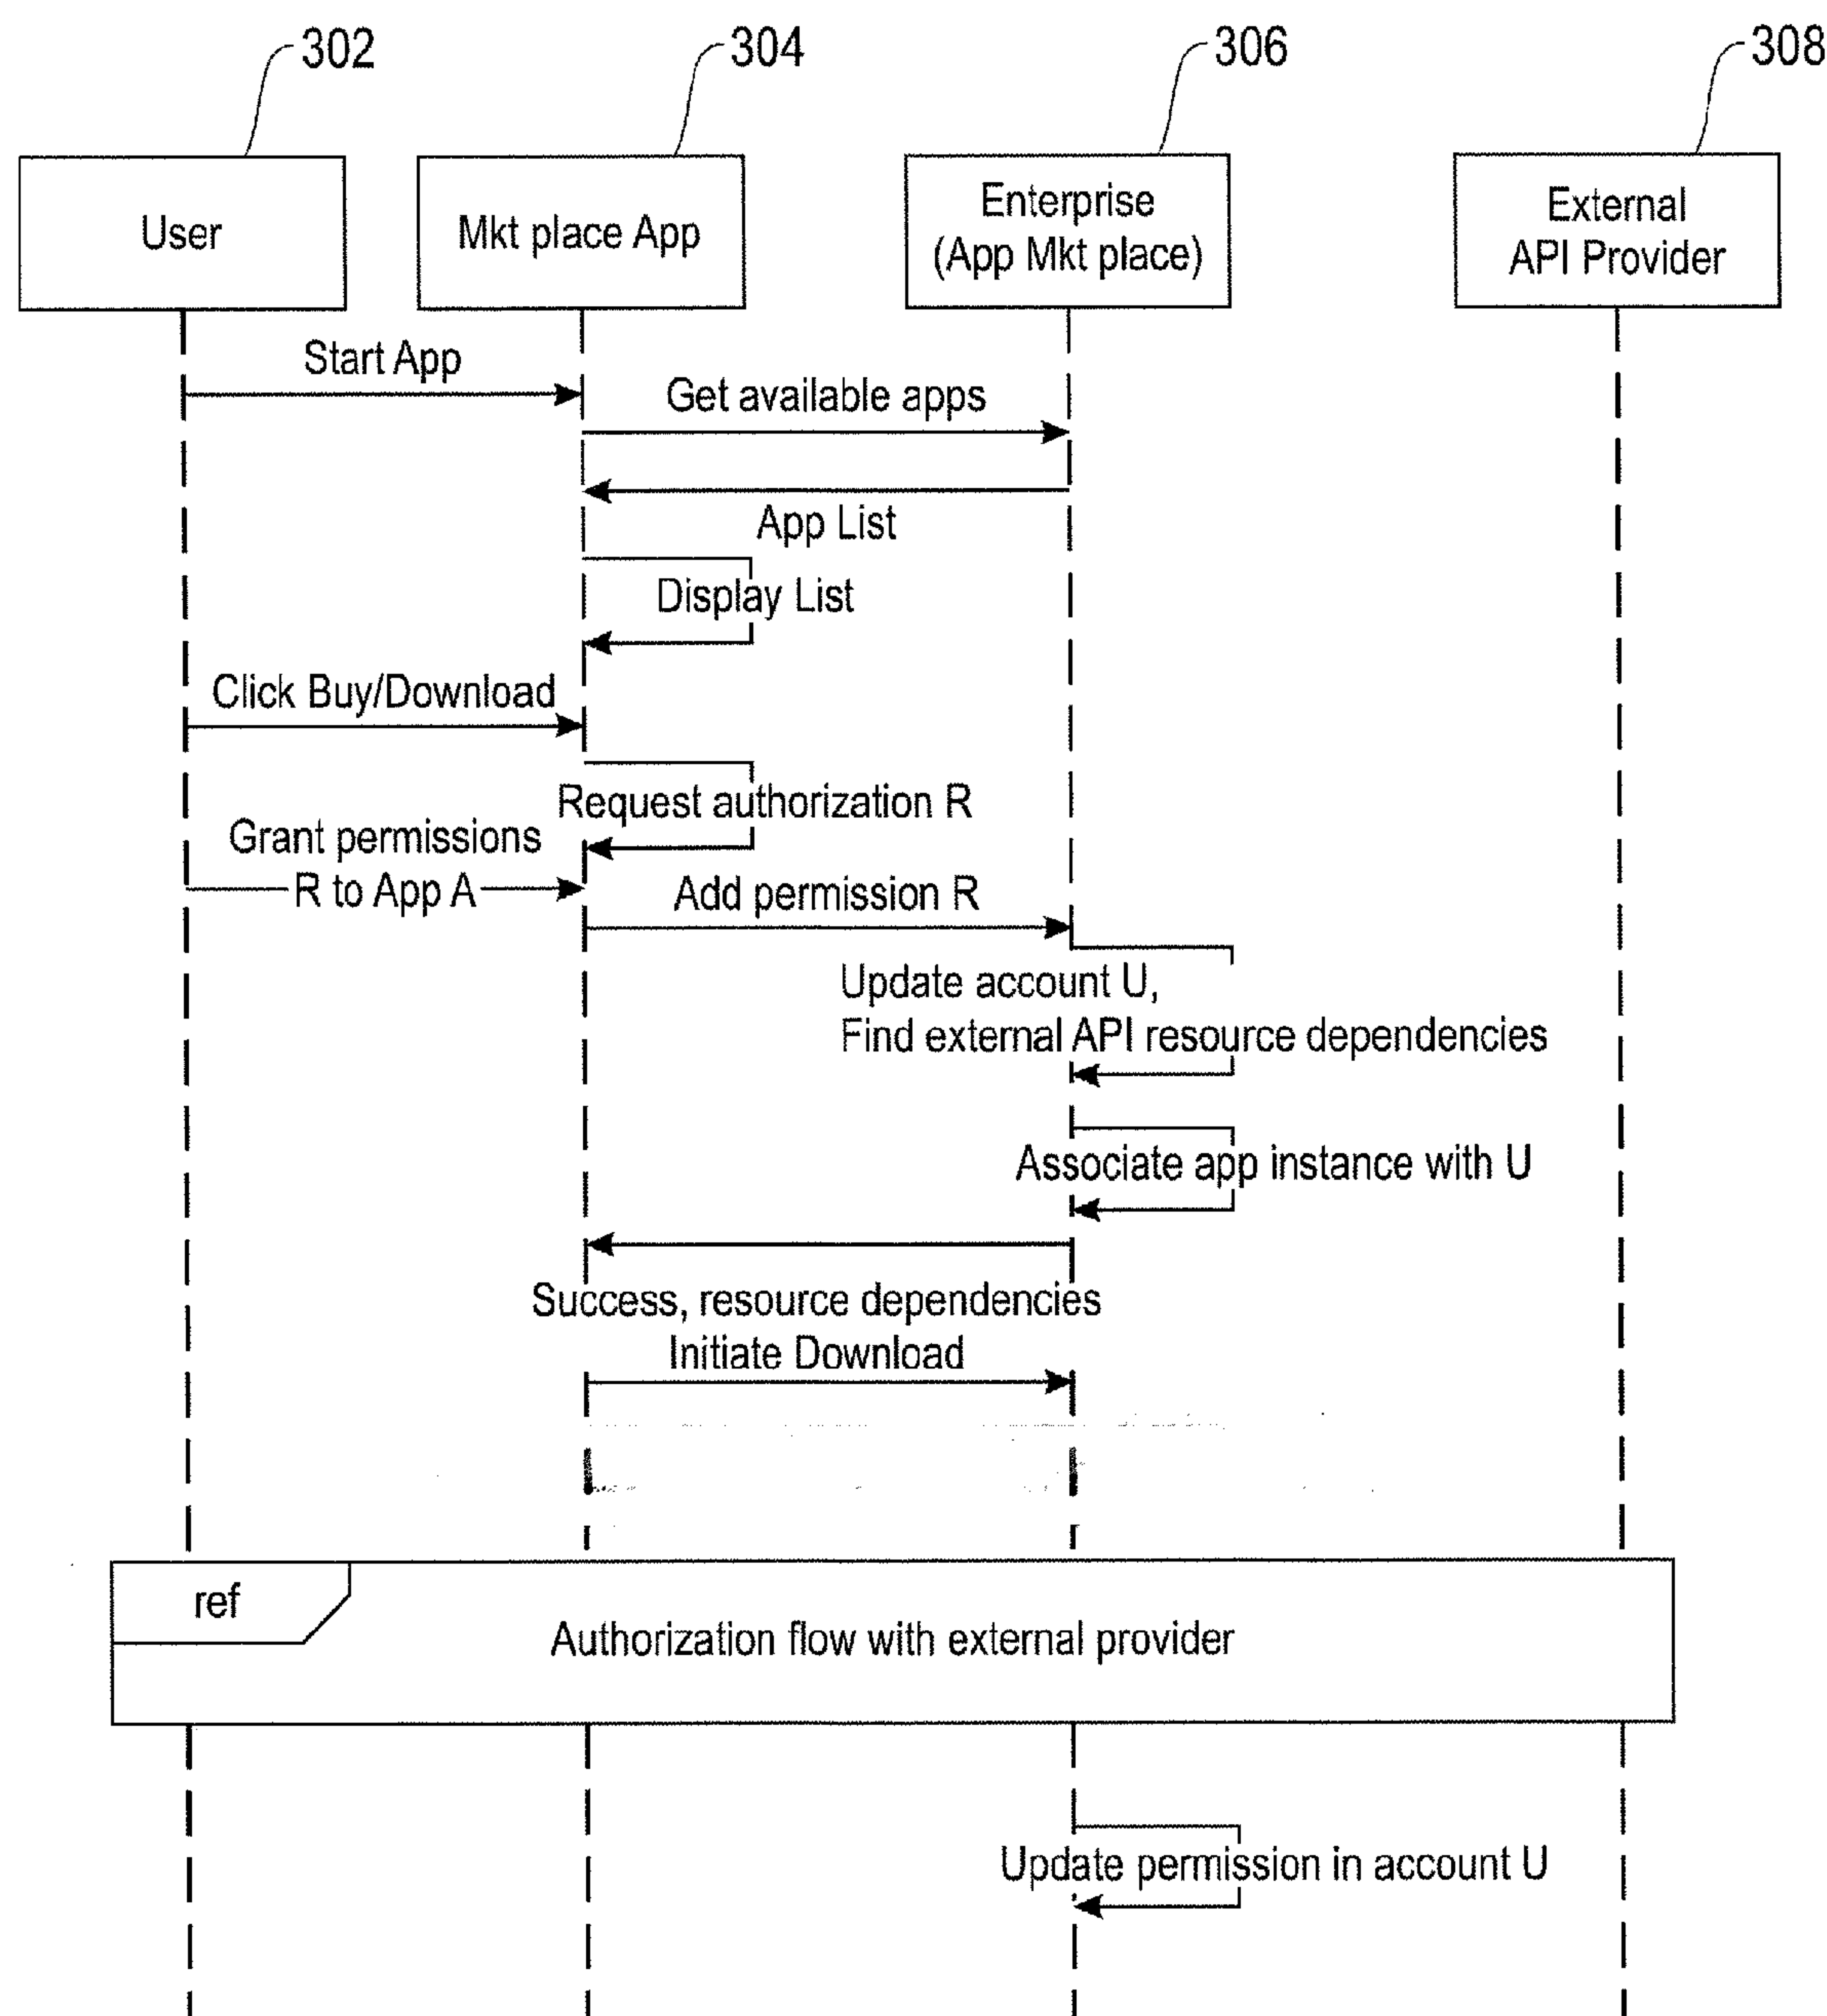 302
304
306
308
User
Mkt place App
Enterprise
(App Mkt place)
External
API Provider
Start App
Get available apps
App List
Display List
Click Buy/Download
Request authorization R
Grant permissions
R to App A
Add permission R
Update account U,
Find external API resource dependencies
Associate app instance with U
Success, resource dependencies
Initiate Download
ref
Authorization flow with external provider
Update permission in account U